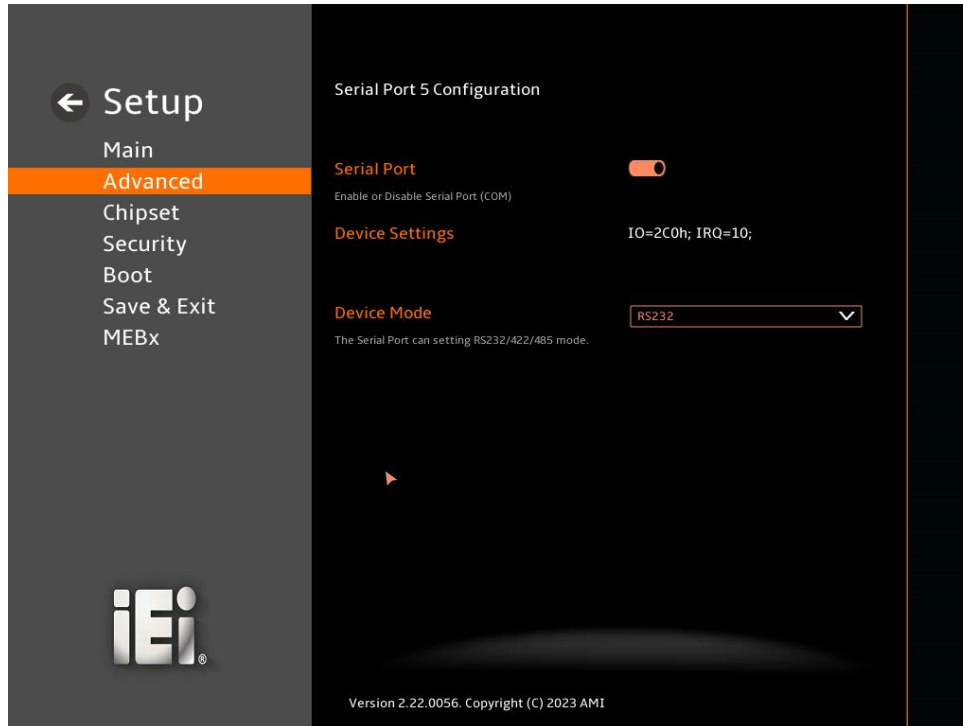 Setup
Main
Advanced
Chipset
Security
Boot
Save & Exit
MEBx
iEi®
Serial Port 5 Configuration
Serial Port
Enable or Disable Serial Port (COM)
Device Settings IO=2C0h; IRQ=10;
Device Mode RS232
The Serial Port can setting RS232/422/485 mode.
Version 2.22.0056. Copyright (C) 2023 AMI